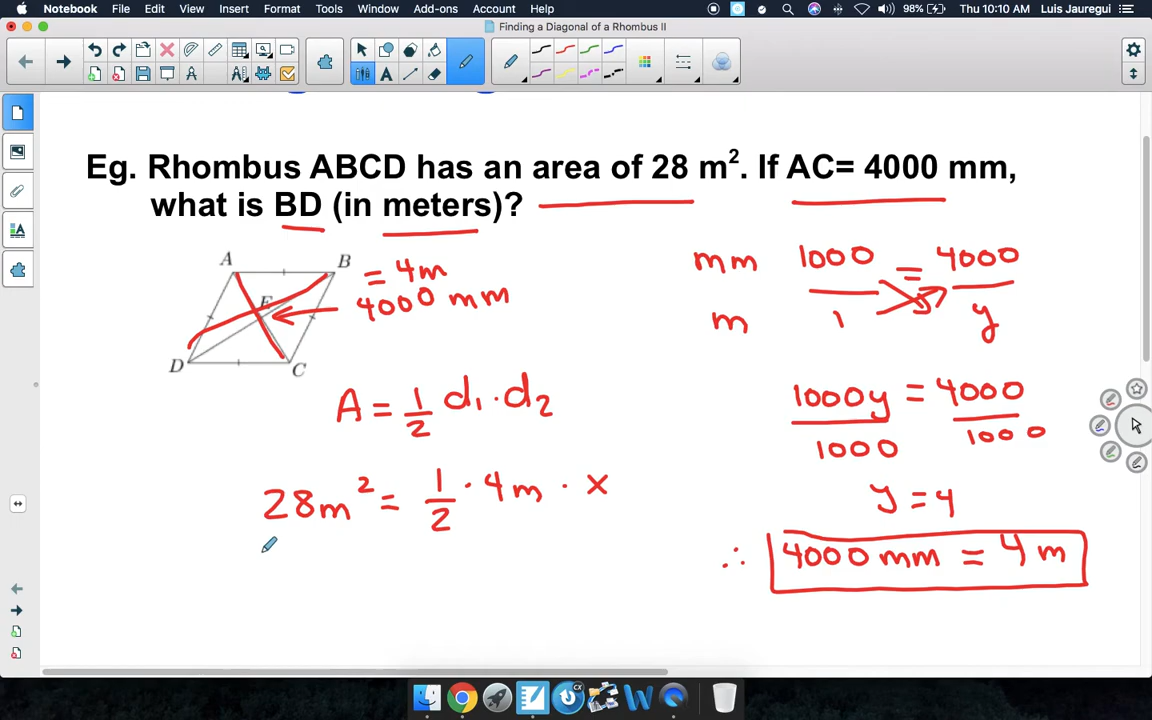 Notebook File Edit View Insert Format Tools Window Add-ons Account Help 98% Thu 10:10 AM Luis Jauregui
Finding a Diagonal of a Rhombus II
Eg. Rhombus ABCD has an area of 28 m². If AC= 4000 mm,
what is BD (in meters)?
A B
E
D C
= 4m
4000 mm
A = 1/2 d₁ · d₂
28m² = 1/2 · 4m · x
mm 1000 = 4000
m 1 y
1000y = 4000
1000 1000
y = 4
∴ 4000 mm = 4 m